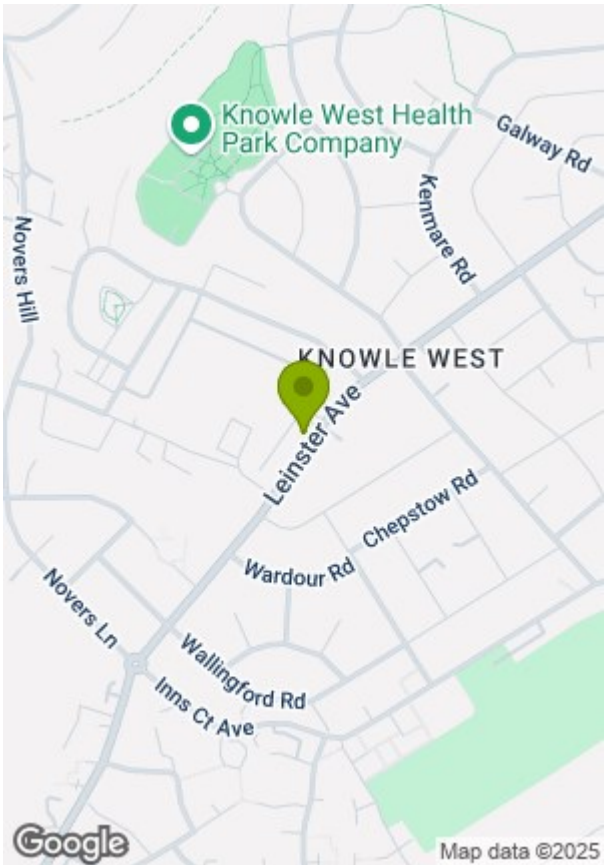 Knowle West Health
Park Company
Galway Rd
Kenmare Rd
Novers Hill
KNOWLE WEST
Leinster Ave
Chepstow Rd
Wardour Rd
Novers Ln
Wallingford Rd
Inns Ct Ave
Google
Map data ©2025